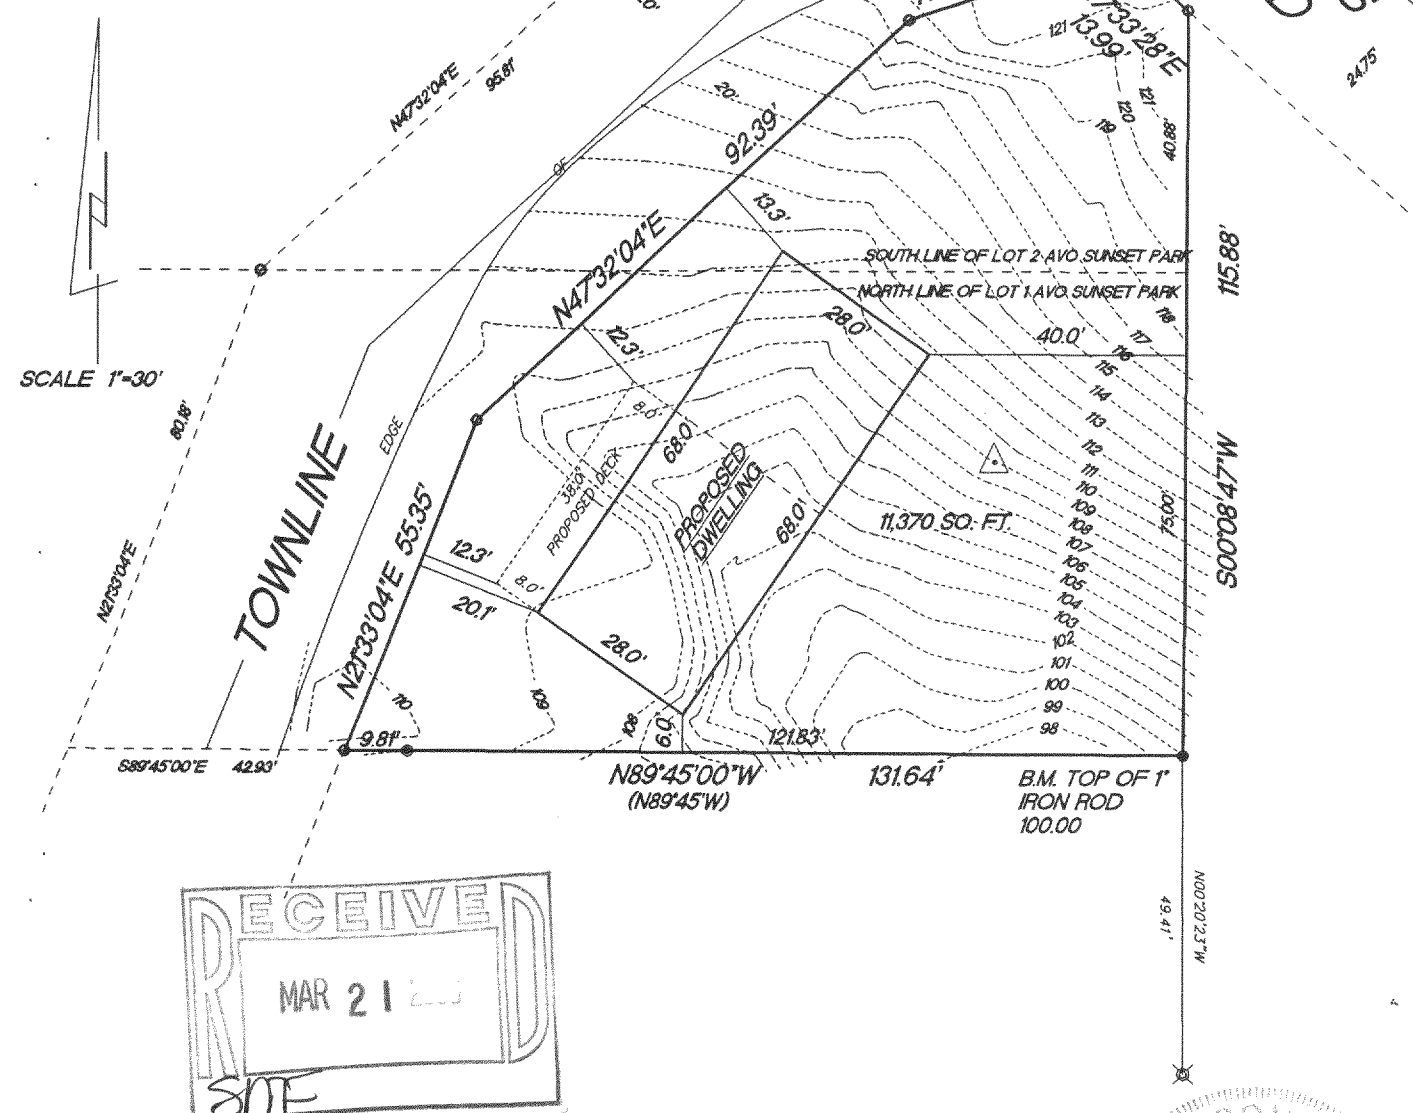 N47°32'04"E
95.81'
20'
92.39'
OF
13.3'
121
7°33'28"E
13.99'
121
120
119
40.88'
24.75'
SOUTH LINE OF LOT 2 AVO SUNSET PARK
NORTH LINE OF LOT 1 AVO SUNSET PARK
115.88'
N47°32'04"E
12.3'
28.0'
40.0'
118
117
116
115
114
113
112
111
110
109
108
107
106
105
104
103
102
101
100
99
98
SCALE 1"=30'
80.18'
EDGE
8.0'
68.0'
38.0'
PROPOSED DECK
PROPOSED
DWELLING
68.0'
11,370 SQ. FT.
75.00'
S00°08'47"W
TOWNLINE
N21°33'04"E 55.35'
12.3'
8.0'
20.1'
28.0'
N21°33'04"E
110
109
108
6.0'
9.81'
121.83'
S89°45'00"E 42.93'
N89°45'00"W
131.64'
(N89°45'W)
B.M. TOP OF 1"
IRON ROD
100.00
N00°20'23"W
49.41'
RECEIVED
MAR 21